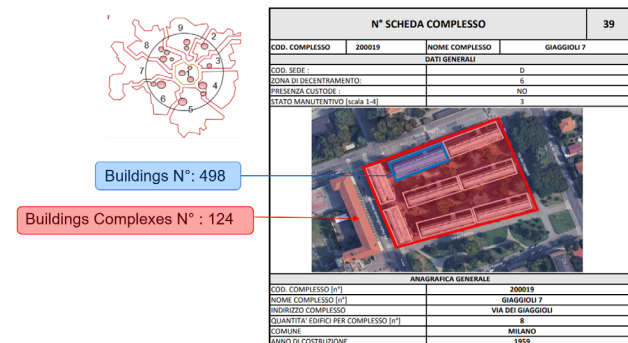 9
8
2
7
3
1
4
6
5
Buildings N°: 498
Buildings Complexes N° : 124
N° SCHEDA COMPLESSO 39
COD. COMPLESSO 200019 NOME COMPLESSO GIAGGIOLI 7
DATI GENERALI
COD. SEDE : D
ZONA DI DECENTRAMENTO: 6
PRESENZA CUSTODE : NO
STATO MANUTENTIVO [scala 1-4] 3
ANAGRAFICA GENERALE
COD. COMPLESSO [n°] 200019
NOME COMPLESSO [n°] GIAGGIOLI 7
INDIRIZZO COMPLESSO VIA DEI GIAGGIOLI
QUANTITA' EDIFICI PER COMPLESSO [n°] 8
COMUNE MILANO
ANNO DI COSTRUZIONE 1959